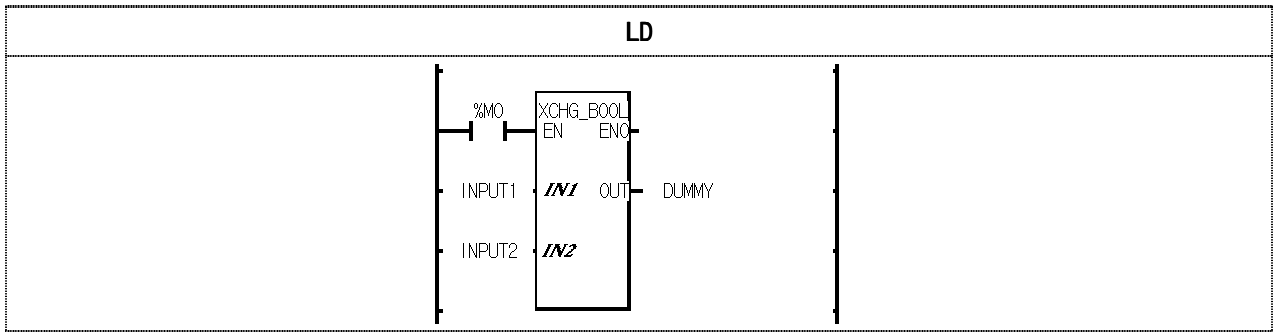 LD
%M0
XCHG_BOOL
EN ENO
INPUT1 IN1 OUT DUMMY
INPUT2 IN2